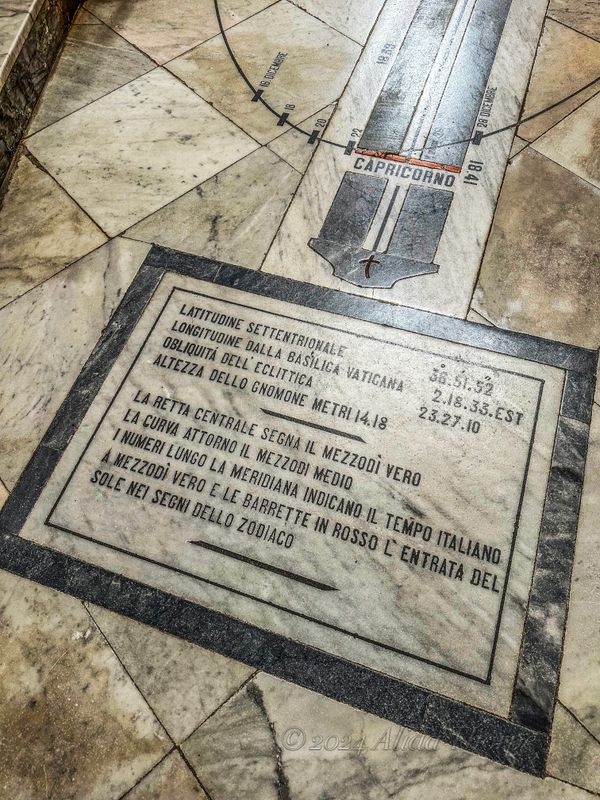 1839
16 DICEMBRE
18
20
22
28 DICEMBRE
CAPRICORNO
1841
LATITUDINE SETTENTRIONALE 38.51.52
LONGITUDINE DALLA BASILICA VATICANA 2.18.33.EST
OBLIQUITÀ DELL'ECLITTICA 23.27.10
ALTEZZA DELLO GNOMONE METRI 14,18
LA RETTA CENTRALE SEGNA IL MEZZODÌ VERO
LA CURVA ATTORNO IL MEZZODÌ MEDIO
I NUMERI LUNGO LA MERIDIANA INDICANO IL TEMPO ITALIANO
A MEZZODÌ VERO E LE BARRETTE IN ROSSO L'ENTRATA DEL
SOLE NEI SEGNI DELLO ZODIACO
© 2024 Alida